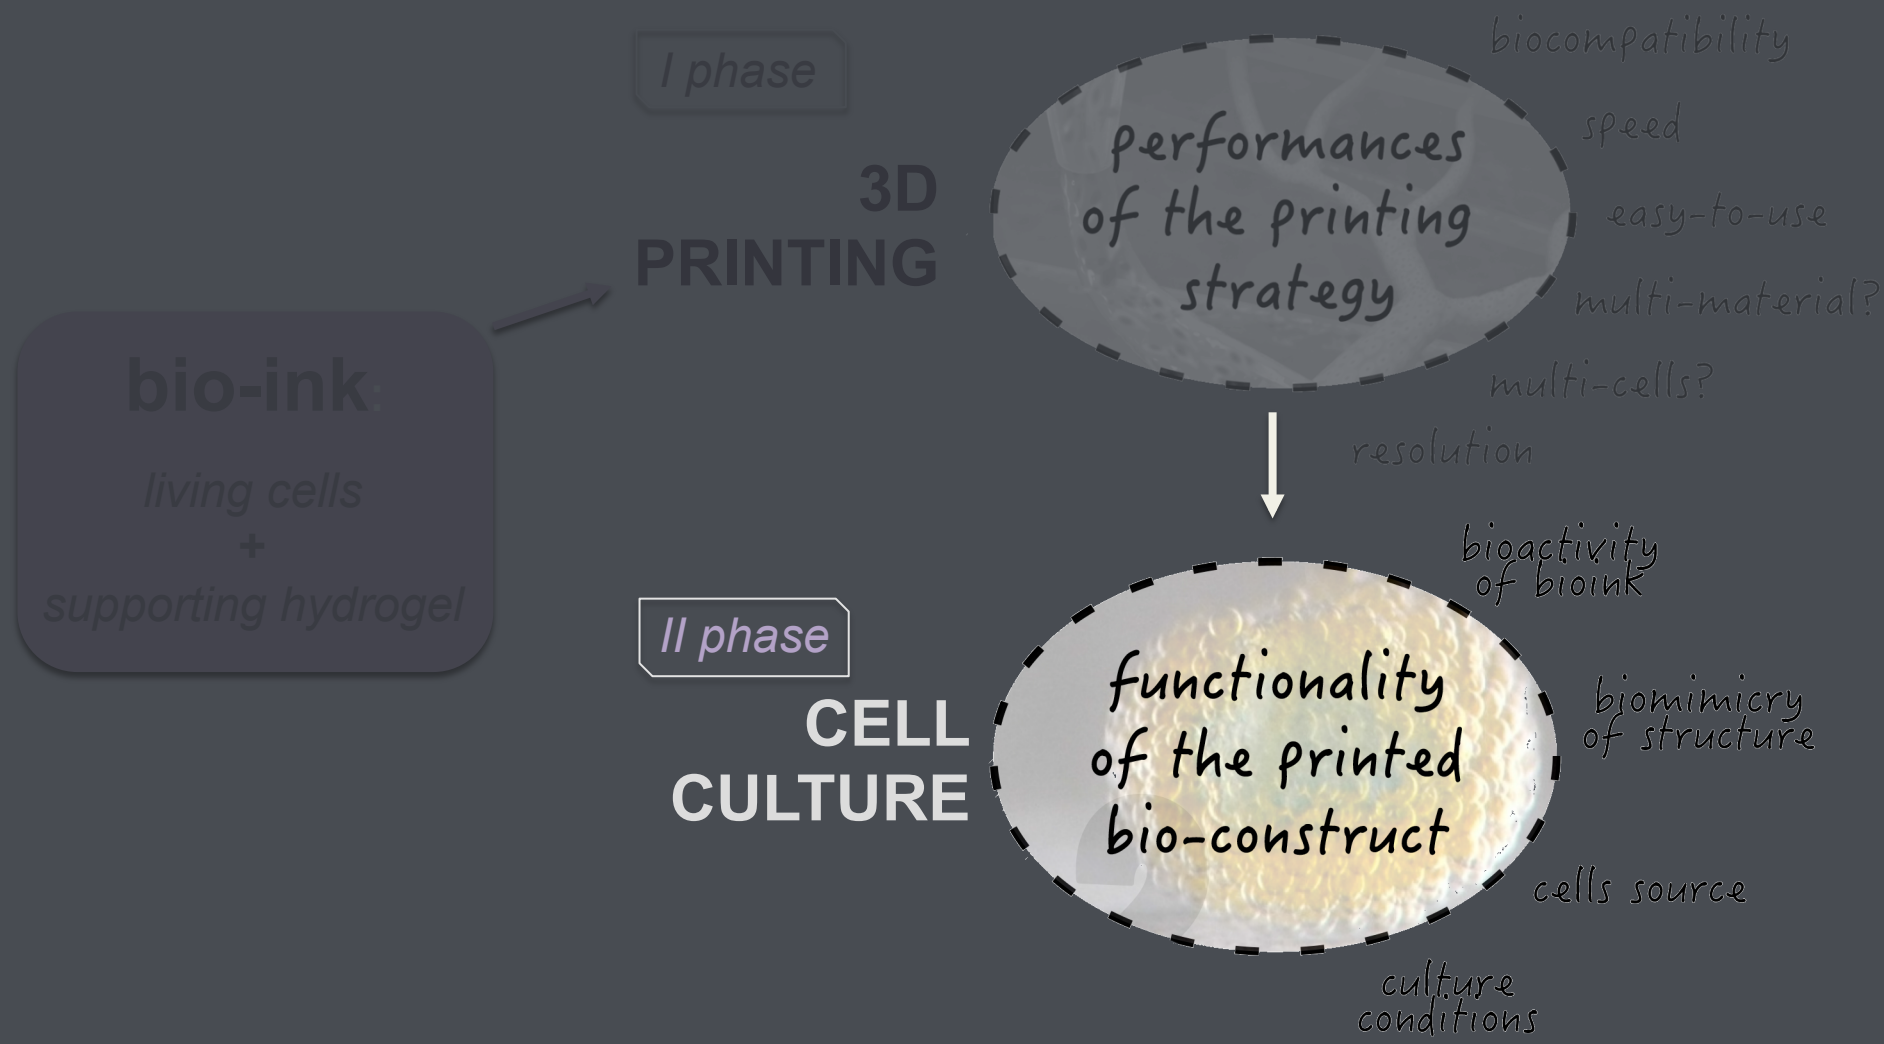 I phase
3D
PRINTING
performances
of the printing
strategy
biocompatibility
speed
easy-to-use
multi-material?
multi-cells?
resolution
bio-ink:
living cells
+
supporting hydrogel
II phase
CELL
CULTURE
functionality
of the printed
bio-construct
bioactivity
of bioink
biomimicry
of structure
cells source
culture
conditions